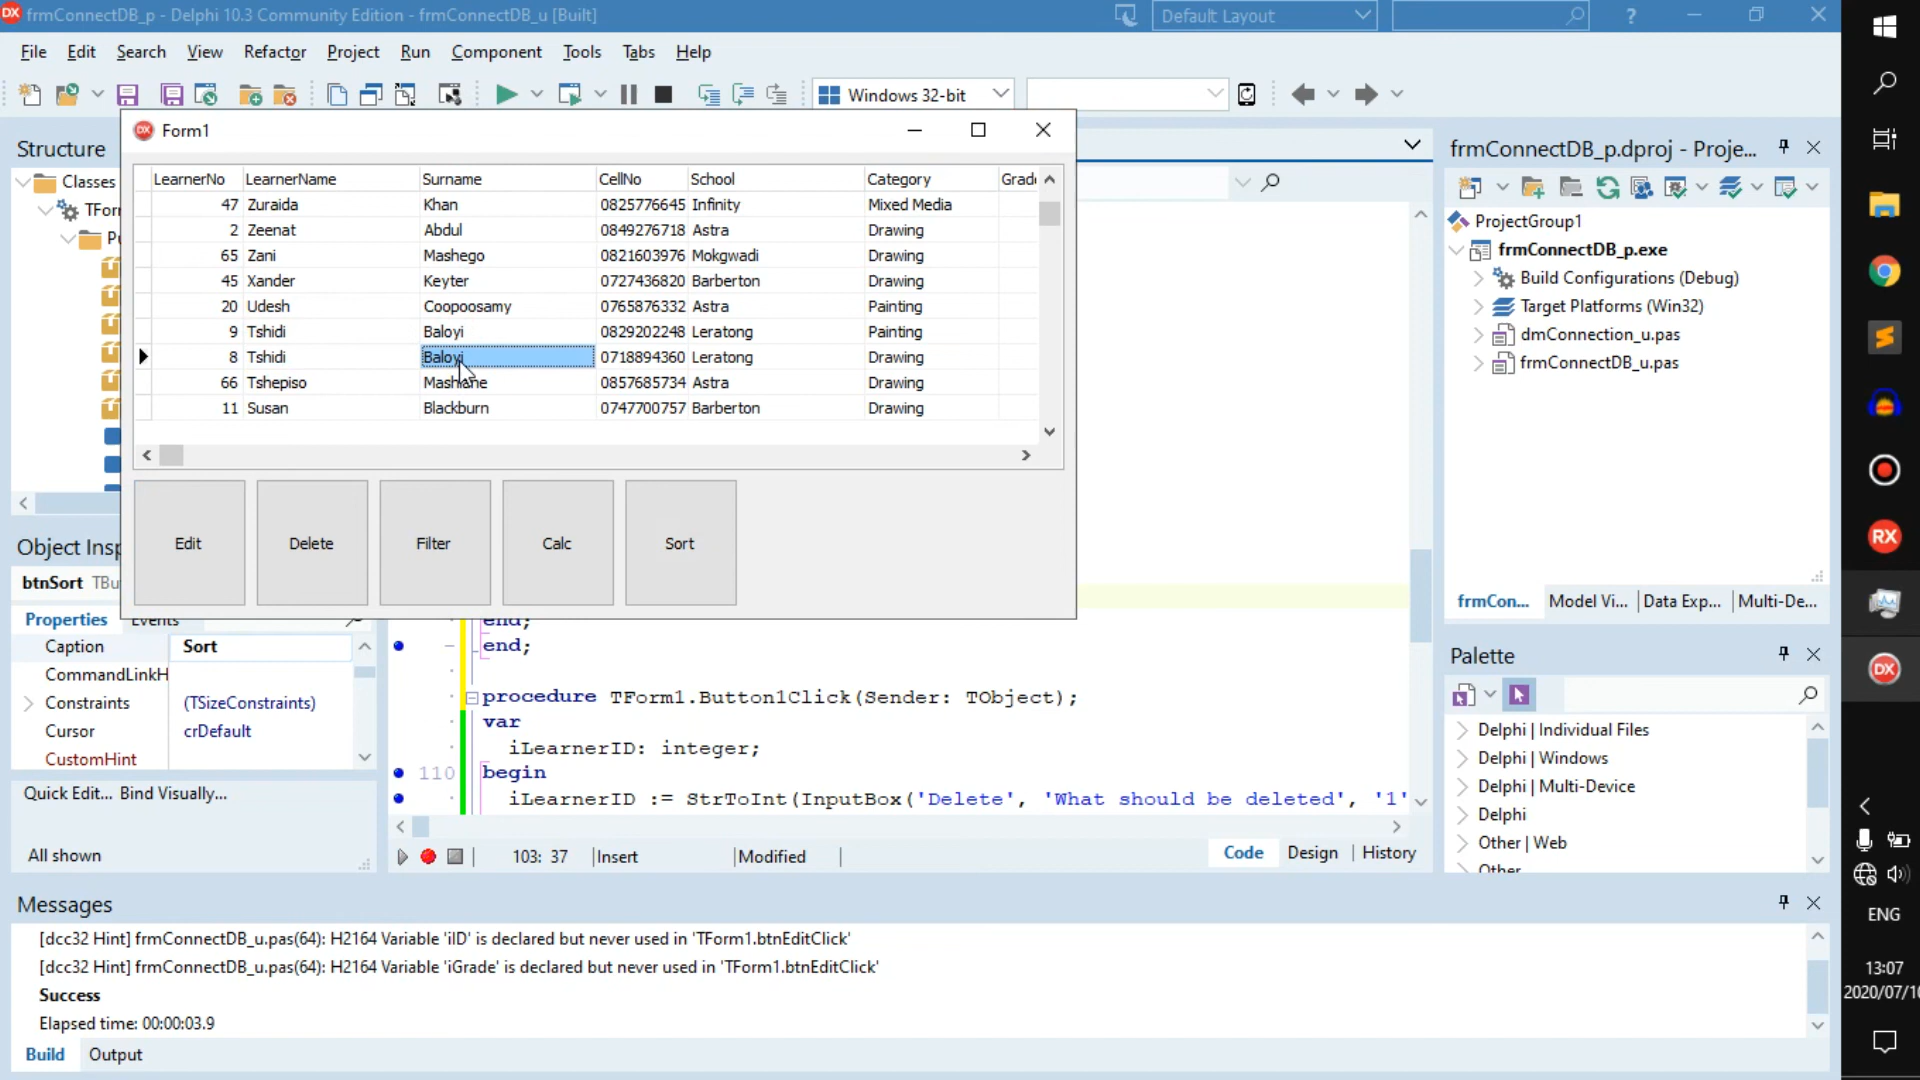 frmConnectDB_p - Delphi 10.3 Community Edition - frmConnectDB_u [Built]
Default Layout
?
File Edit Search View Refactor Project Run Component Tools Tabs Help
Windows 32-bit
Form1
LearnerNo LearnerName Surname CellNo School Category
47 Zuraida Khan 0825776645 Infinity Mixed Media
2 Zeenat Abdul 0849276718 Astra Drawing
65 Zani Mashego 0821603976 Mokgwadi Drawing
45 Xander Keyter 0727436820 Barberton Drawing
20 Udesh Coopoosamy 0765876332 Astra Painting
9 Tshidi Baloyi 0829202248 Leratong Painting
8 Tshidi Baloyi 0718894360 Leratong Drawing
66 Tshepiso 0857685734 Astra Drawing
11 Susan Blackburn 0747700757 Barberton Drawing
Edit Delete Filter Calc Sort
Structure
Classes
Object Insp
btnSort TBu
Properties Events
Caption Sort
CommandLinkH
Constraints (TSizeConstraints)
Cursor crDefault
CustomHint
Quick Edit... Bind Visually...
All shown
end;
end;
procedure TForm1.Button1Click(Sender: TObject);
var
iLearnerID: integer;
110 begin
iLearnerID := StrToInt(InputBox('Delete', 'What should be deleted', '1'
103: 37 Insert Modified
Code Design History
frmConnectDB_p.dproj - Proje...
ProjectGroup1
frmConnectDB_p.exe
Build Configurations (Debug)
Target Platforms (Win32)
dmConnection_u.pas
frmConnectDB_u.pas
frmCon... Model Vi... Data Exp... Multi-De...
Palette
Delphi | Individual Files
Delphi | Windows
Delphi | Multi-Device
Delphi
Other | Web
Other
Messages
[dcc32 Hint] frmConnectDB_u.pas(64): H2164 Variable 'iID' is declared but never used in 'TForm1.btnEditClick'
[dcc32 Hint] frmConnectDB_u.pas(64): H2164 Variable 'iGrade' is declared but never used in 'TForm1.btnEditClick'
Success
Elapsed time: 00:00:03.9
Build Output
DX
RX
DX
ENG
13:07